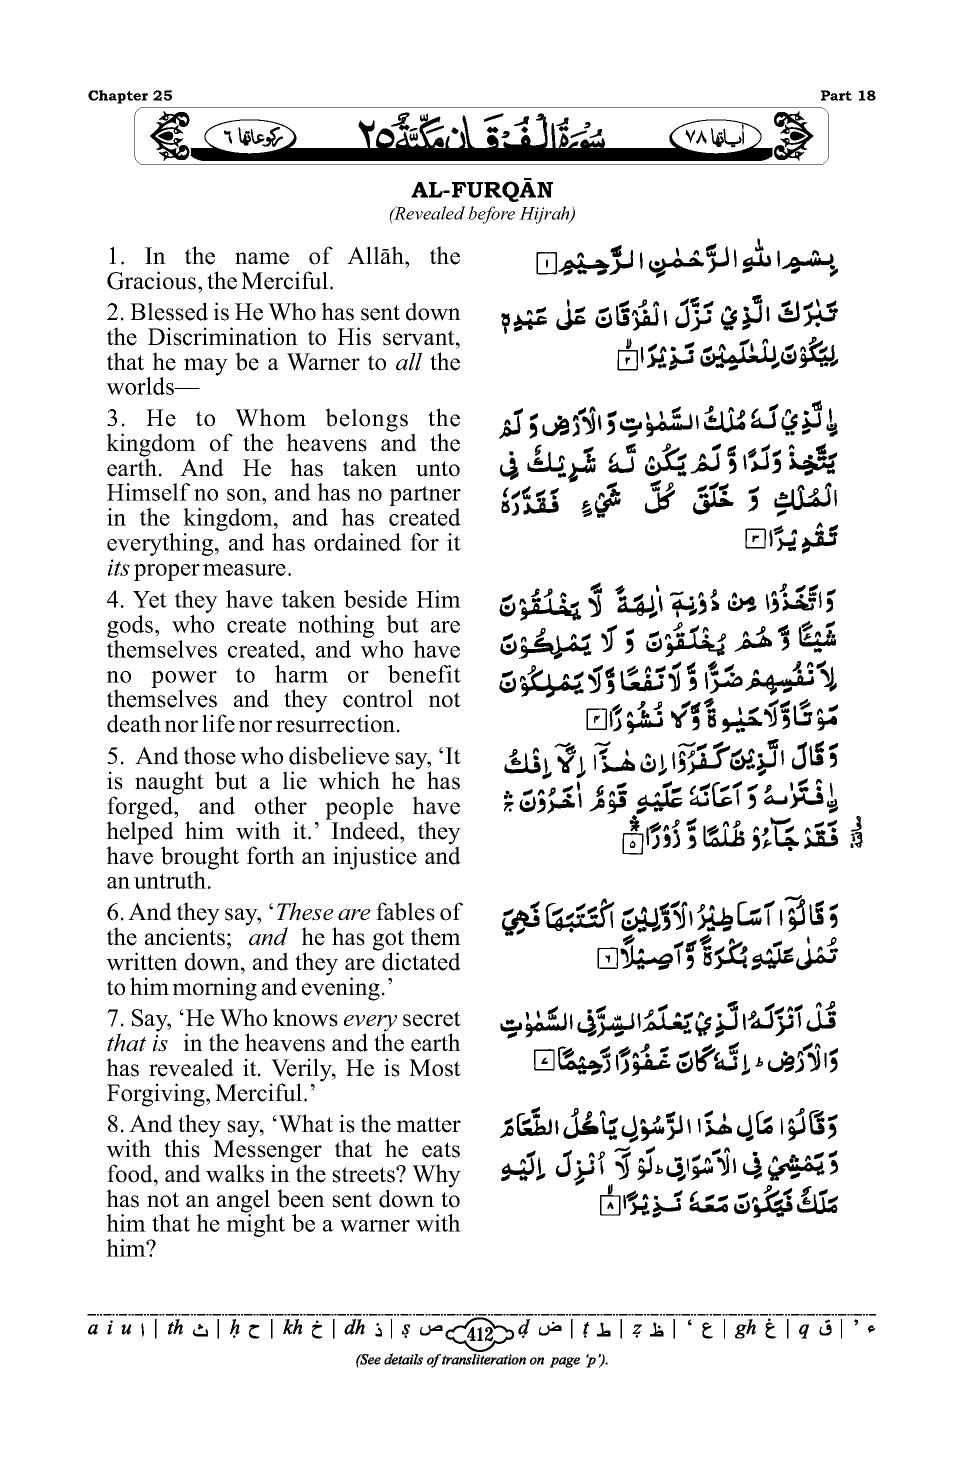 Chapter 25
Part 18
رکوعاتها ٦
سُوْرَةُ الْفُرْقَانِ مَكِّيَّةٌ ٢٥
اٰیاتها ٧٨
AL-FURQĀN
(Revealed before Hijrah)
1. In the name of Allāh, the
Gracious, the Merciful.
2. Blessed is He Who has sent down
the Discrimination to His servant,
that he may be a Warner to all the
worlds—
3. He to Whom belongs the
kingdom of the heavens and the
earth. And He has taken unto
Himself no son, and has no partner
in the kingdom, and has created
everything, and has ordained for it
its proper measure.
4. Yet they have taken beside Him
gods, who create nothing but are
themselves created, and who have
no power to harm or benefit
themselves and they control not
death nor life nor resurrection.
5. And those who disbelieve say, ‘It
is naught but a lie which he has
forged, and other people have
helped him with it.’ Indeed, they
have brought forth an injustice and
an untruth.
6. And they say, ‘These are fables of
the ancients; and he has got them
written down, and they are dictated
to him morning and evening.’
7. Say, ‘He Who knows every secret
that is in the heavens and the earth
has revealed it. Verily, He is Most
Forgiving, Merciful.’
8. And they say, ‘What is the matter
with this Messenger that he eats
food, and walks in the streets? Why
has not an angel been sent down to
him that he might be a warner with
him?
بِسْمِ اللّٰهِ الرَّحْمٰنِ الرَّحِيْمِ ١
تَبٰرَكَ الَّذِيْ نَزَّلَ الْفُرْقَانَ عَلٰى عَبْدِهٖ
لِيَكُوْنَ لِلْعٰلَمِيْنَ نَذِيْرَا ٢
اۨلَّذِيْ لَهٗ مُلْكُ السَّمٰوٰتِ وَ الْاَرْضِ وَ لَمْ
يَتَّخِذْ وَلَدًا وَّ لَمْ يَكُنْ لَّهٗ شَرِيْكٌ فِى
الْمُلْكِ وَ خَلَقَ كُلَّ شَيْءٍ فَقَدَّرَهٗ
تَقْدِيْرًا ٣
وَ اتَّخَذُوْا مِنْ دُوْنِهٖۤ اٰلِهَةً لَّا يَخْلُقُوْنَ
شَيْـًٔا وَّ هُمْ يُخْلَقُوْنَ وَ لَا يَمْلِكُوْنَ
لِاَنْفُسِهِمْ ضَرًّا وَّ لَا نَفْعًا وَّ لَا يَمْلِكُوْنَ
مَوْتًا وَّ لَا حَيٰوةً وَّ لَا نُشُوْرًا ٤
وَ قَالَ الَّذِيْنَ كَفَرُوْۤا اِنْ هٰذَاۤ اِلَّاۤ اِفْكُ
اۨفْتَرٰىهُ وَ اَعَانَهٗ عَلَيْهِ قَوْمٌ اٰخَرُوْنَ ۛۚ
فَقَدْ جَآءُوْ ظُلْمًا وَّ زُوْرًا ٥
وَ قَالُوْۤا اَسَاطِيْرُ الْاَوَّلِيْنَ اكْتَتَبَهَا فَهِيَ
تُمْلٰى عَلَيْهِ بُكْرَةً وَّ اَصِيْلًا ٦
قُلْ اَنْزَلَهُ الَّذِيْ يَعْلَمُ السِّرَّ فِى السَّمٰوٰتِ
وَ الْاَرْضِ ؕ اِنَّهٗ كَانَ غَفُوْرًا رَّحِيْمًا ٧
وَ قَالُوْا مَالِ هٰذَا الرَّسُوْلِ يَاْكُلُ الطَّعَامَ
وَ يَمْشِيْ فِى الْاَسْوَاقِ ؕ لَوْ لَاۤ اُنْزِلَ اِلَيْهِ
مَلَكٌ فَيَكُوْنَ مَعَهٗ نَذِيْرًا ٨
a i u ا | th ث | ḥ ح | kh خ | dh ذ | ṣ ص 412 ḍ ض | ṭ ط | ẓ ظ | ‘ ع | gh غ | q ق | ’ ء
(See details of transliteration on page ‘p’).